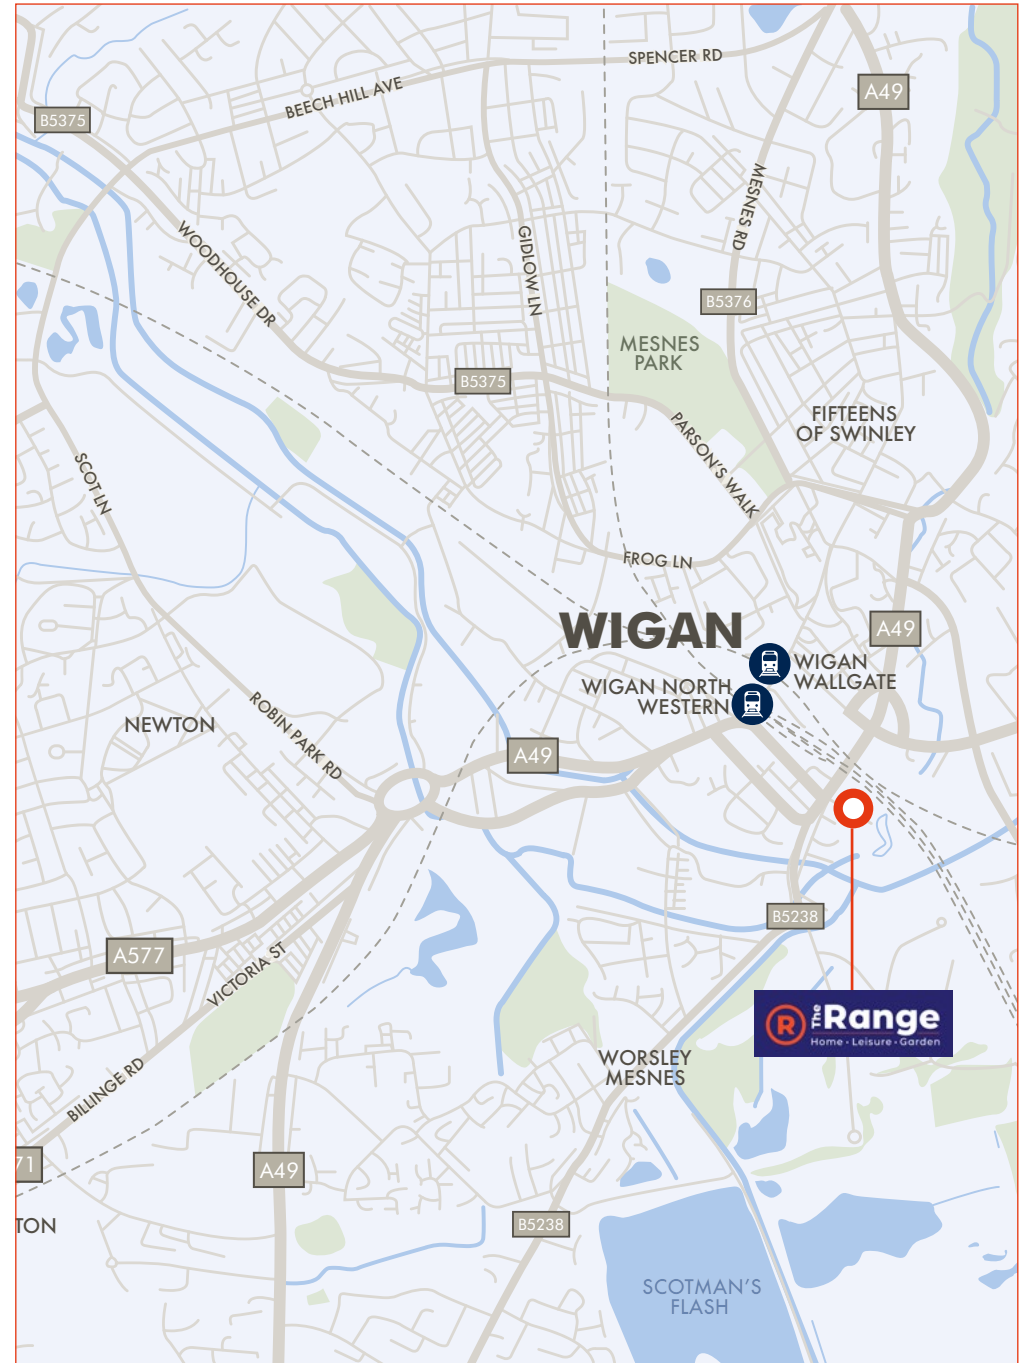 SPENCER RD
A49
BEECH HILL AVE
B5375
MESNES RD
WOODHOUSE DR
GIDLOW LN
B5376
MESNES
PARK
B5375
FIFTEENS
OF SWINLEY
PARSON'S WALK
SCOT LN
FROG LN
WIGAN
A49
WIGAN
WALLGATE
WIGAN NORTH
WESTERN
NEWTON
ROBIN PARK RD
A49
B5238
A577
VICTORIA ST
R The Range
Home • Leisure • Garden
WORSLEY
MESNES
BILLINGE RD
71
A49
TON
B5238
SCOTMAN'S
FLASH